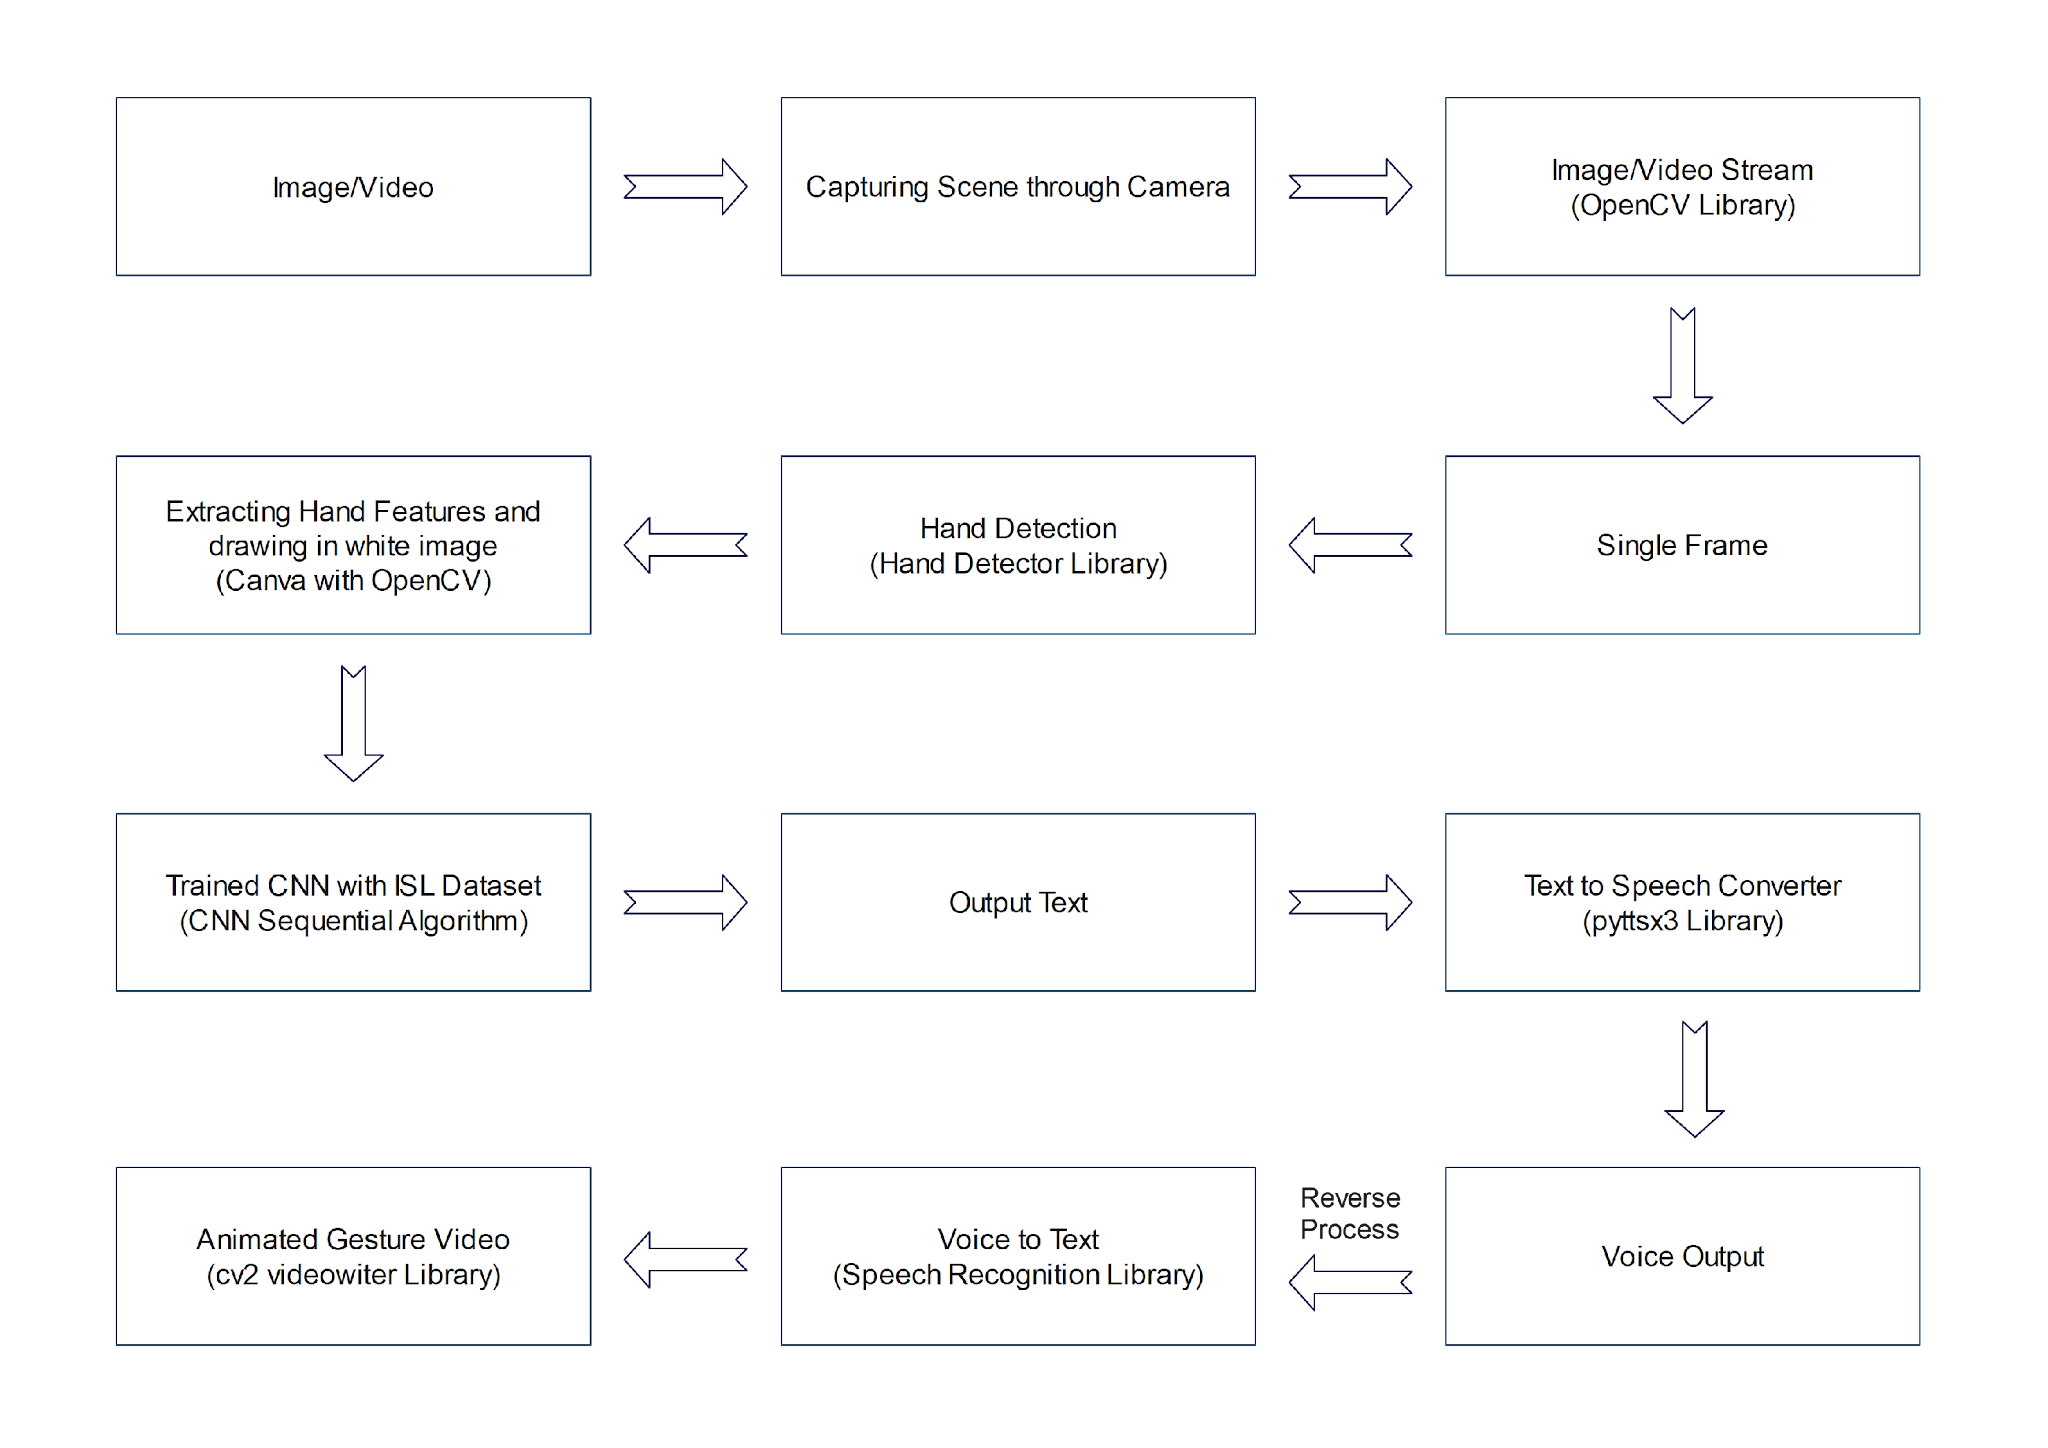 Image/Video
Capturing Scene through Camera
Image/Video Stream
(OpenCV Library)
Extracting Hand Features and
drawing in white image
(Canva with OpenCV)
Hand Detection
(Hand Detector Library)
Single Frame
Trained CNN with ISL Dataset
(CNN Sequential Algorithm)
Output Text
Text to Speech Converter
(pyttsx3 Library)
Animated Gesture Video
(cv2 videowiter Library)
Voice to Text
(Speech Recognition Library)
Reverse
Process
Voice Output